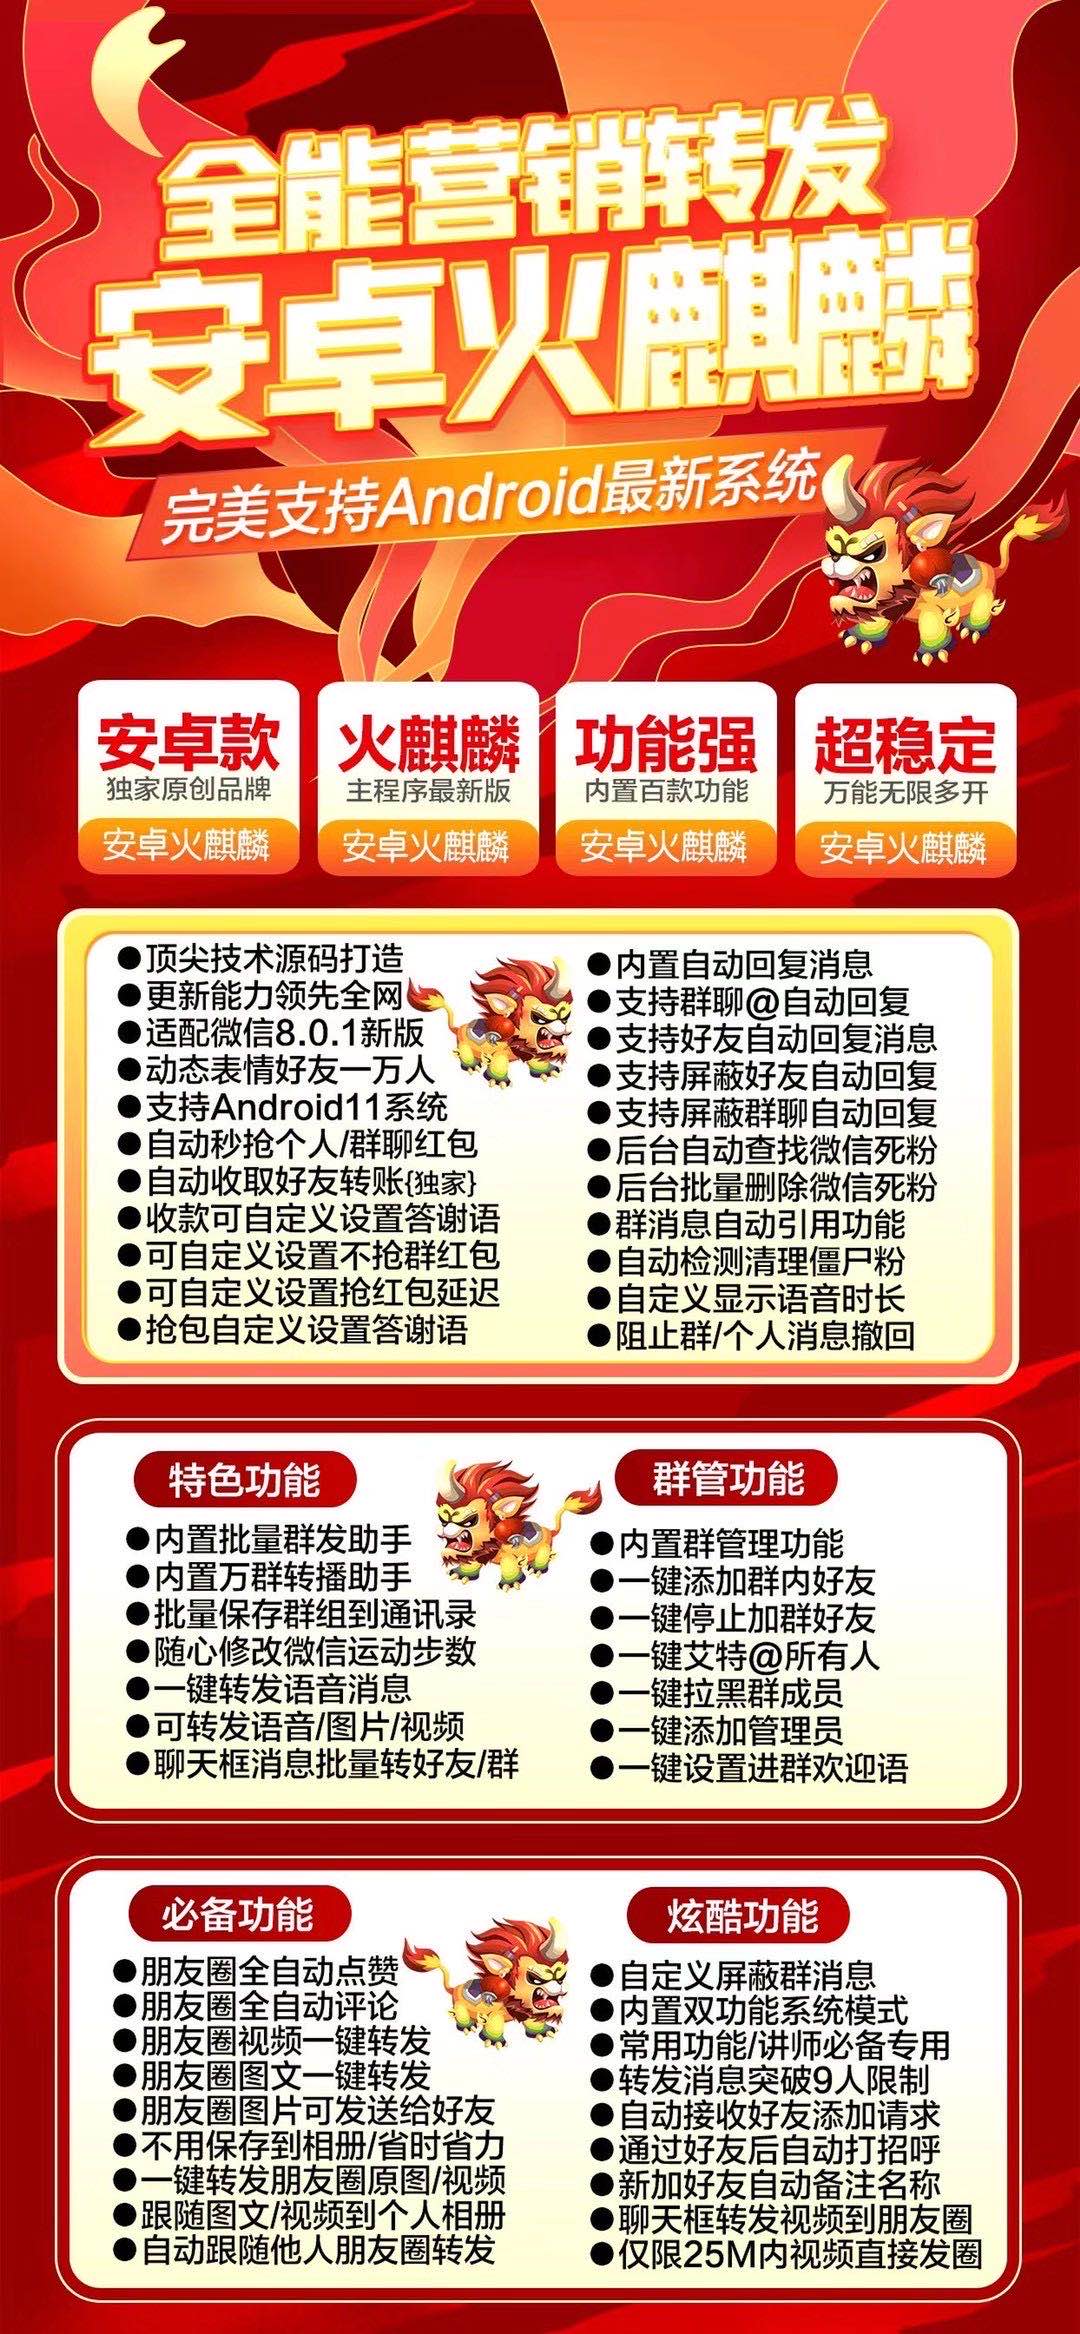 全能营销转发
安卓火麒麟
完美支持Android最新系统
安卓款
独家原创品牌
安卓火麒麟
火麒麟
主程序最新版
安卓火麒麟
功能强
内置百款功能
安卓火麒麟
超稳定
万能无限多开
安卓火麒麟
●顶尖技术源码打造
●更新能力领先全网
●适配微信8.0.1新版
●动态表情好友一万人
●支持Android11系统
●自动秒抢个人/群聊红包
●自动收取好友转账{独家}
●收款可自定义设置答谢语
●可自定义设置不抢群红包
●可自定义设置抢红包延迟
●抢包自定义设置答谢语
●内置自动回复消息
●支持群聊@自动回复
●支持好友自动回复消息
●支持屏蔽好友自动回复
●支持屏蔽群聊自动回复
●后台自动查找微信死粉
●后台批量删除微信死粉
●群消息自动引用功能
●自动检测清理僵尸粉
●自定义显示语音时长
●阻止群/个人消息撤回
特色功能
●内置批量群发助手
●内置万群转播助手
●批量保存群组到通讯录
●随心修改微信运动步数
●一键转发语音消息
●可转发语音/图片/视频
●聊天框消息批量转好友/群
群管功能
●内置群管理功能
●一键添加群内好友
●一键停止加群好友
●一键艾特@所有人
●一键拉黑群成员
●一键添加管理员
●一键设置进群欢迎语
必备功能
●朋友圈全自动点赞
●朋友圈全自动评论
●朋友圈视频一键转发
●朋友圈图文一键转发
●朋友圈图片可发送给好友
●不用保存到相册/省时省力
●一键转发朋友圈原图/视频
●跟随图文/视频到个人相册
●自动跟随他人朋友圈转发
炫酷功能
●自定义屏蔽群消息
●内置双功能系统模式
●常用功能/讲师必备专用
●转发消息突破9人限制
●自动接收好友添加请求
●通过好友后自动打招呼
●新加好友自动备注名称
●聊天框转发视频到朋友圈
●仅限25M内视频直接发圈